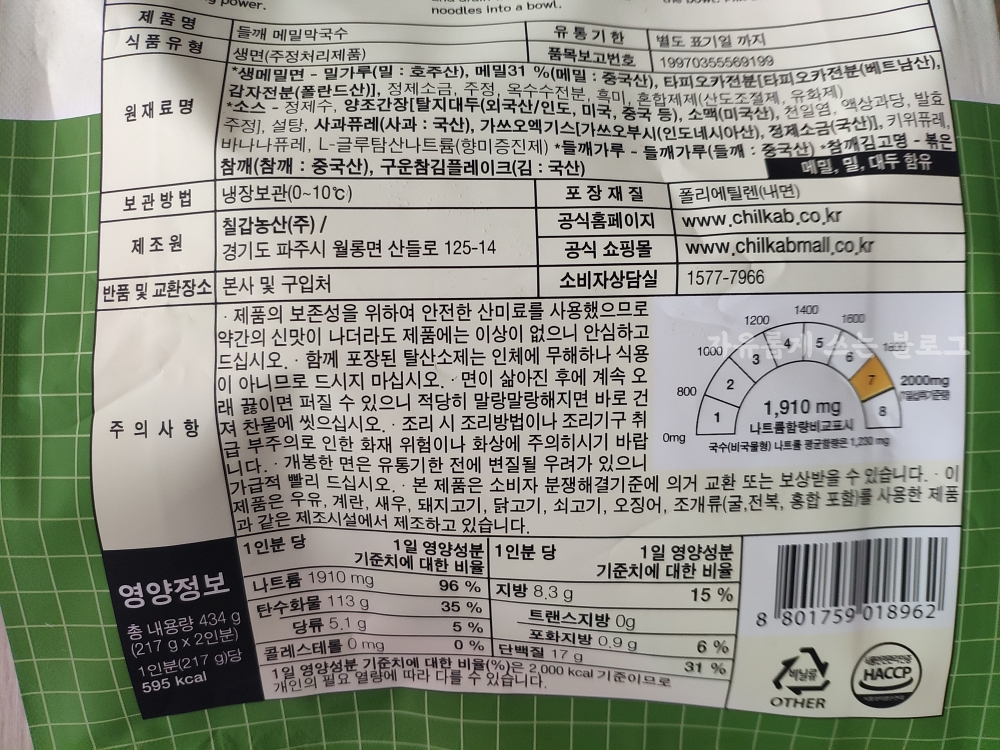 power.
noodles into a bowl.
제품명 들깨 메밀막국수 유통기한 별도 표기일 까지
식품유형 생면(주정처리제품) 품목보고번호 19970355569199
원재료명
*생메밀면 - 밀가루(밀 : 호주산), 메밀31 %(메밀 : 중국산), 타피오카전분[타피오카전분(베트남산),
감자전분(폴란드산)], 정제소금, 주정, 옥수수전분, 흑미, 혼합제제(산도조절제, 유화제)
*소스 - 정제수, 양조간장[탈지대두(외국산/인도, 미국, 중국 등), 소맥(미국산), 천일염, 액상과당, 발효
주정], 설탕, 사과퓨레(사과 : 국산), 가쓰오엑기스[가쓰오부시(인도네시아산), 정제소금(국산)], 키위퓨레,
바나나퓨레, L-글루탐산나트륨(향미증진제) *들깨가루 - 들깨가루(들깨 : 중국산) *참깨김고명 - 볶은
참깨(참깨 : 중국산), 구운참김플레이크(김 : 국산)
메밀, 밀, 대두 함유
보관방법 냉장보관(0~10℃) 포장재질 폴리에틸렌(내면)
제조원 칠갑농산(주) / 공식홈페이지 www.chilkab.co.kr
경기도 파주시 월롱면 산들로 125-14 공식 쇼핑몰 www.chilkabmall.co.kr
반품 및 교환장소 본사 및 구입처 소비자상담실 1577-7966
주의사항
· 제품의 보존성을 위하여 안전한 산미료를 사용했으므로
약간의 신맛이 나더라도 제품에는 이상이 없으니 안심하고
드십시오. · 함께 포장된 탈산소제는 인체에 무해하나 식용
이 아니므로 드시지 마십시오. · 면이 삶아진 후에 계속 오
래 끓이면 퍼질 수 있으니 적당히 말랑말랑해지면 바로 건
져 찬물에 씻으십시오. · 조리 시 조리방법이나 조리기구 취
급 부주의로 인한 화재 위험이나 화상에 주의하시기 바랍
니다. · 개봉한 면은 유통기한 전에 변질될 우려가 있으니
가급적 빨리 드십시오. · 본 제품은 소비자 분쟁해결기준에 의거 교환 또는 보상받을 수 있습니다. · 이
제품은 우유, 계란, 새우, 돼지고기, 닭고기, 쇠고기, 오징어, 조개류(굴,전복, 홍합 포함)를 사용한 제품
과 같은 제조시설에서 제조하고 있습니다.
자유롭게 쓰는 블로그
0mg 800 1000 1200 1400 1600 1800 2000mg
1 2 3 4 5 6 7 8
1,910 mg
나트륨함량비교표시
국수(비국물형) 나트륨 평균함량은 1,230 mg
영양정보
총 내용량 434 g
(217 g x 2인분)
1인분(217 g)당
595 kcal
1인분 당 1일 영양성분 기준치에 대한 비율
나트륨 1910 mg 96 %
탄수화물 113 g 35 %
당류 5.1 g 5 %
콜레스테롤 0 mg 0 %
1인분 당 1일 영양성분 기준치에 대한 비율
지방 8.3 g 15 %
트랜스지방 0g
포화지방 0.9 g 6 %
단백질 17 g 31 %
1일 영양성분 기준치에 대한 비율(%)은 2,000 kcal 기준이므로
개인의 필요 열량에 따라 다를 수 있습니다.
8 801759 018962
비닐류
OTHER
HACCP